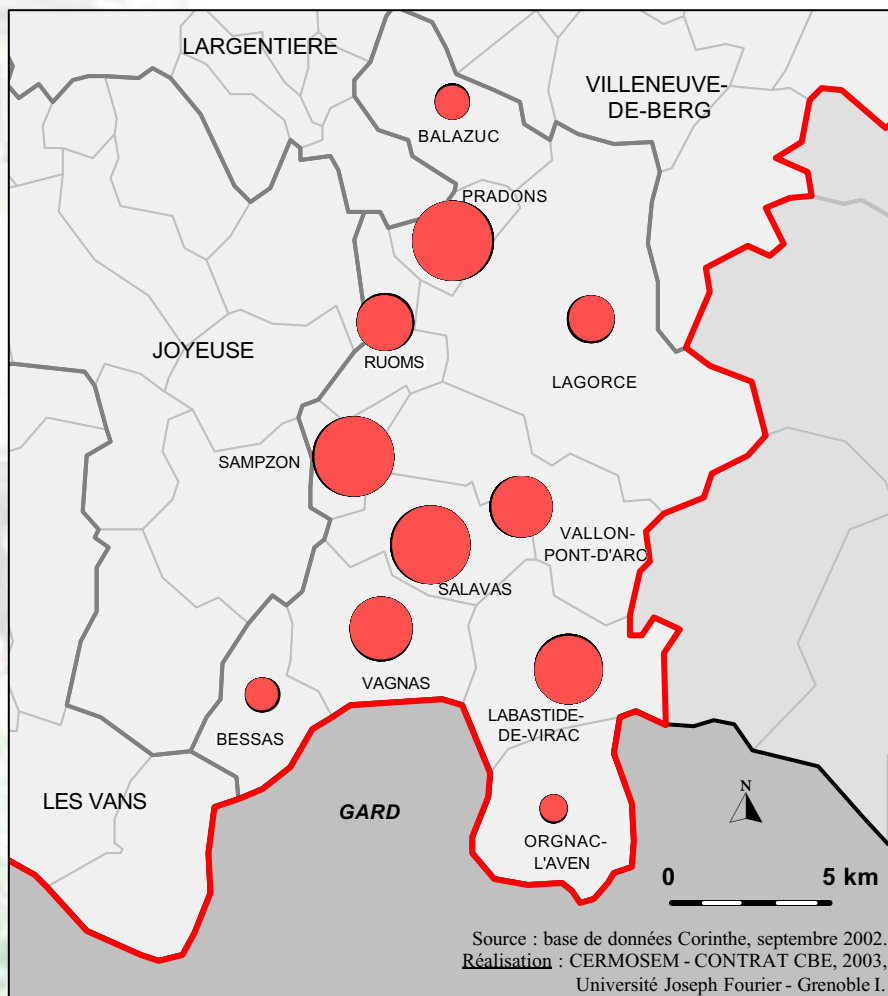 LARGENTIERE
VILLENEUVE-
DE-BERG
BALAZUC
PRADONS
JOYEUSE
RUOMS
LAGORCE
SAMPZON
VALLON-
PONT-D'ARC
SALAVAS
VAGNAS
LABASTIDE-
DE-VIRAC
BESSAS
LES VANS
GARD
N
ORGNAC-
L'AVEN
0 5 km
Source : base de données Corinthe, septembre 2002.
Réalisation : CERMOSEM - CONTRAT CBE, 2003,
Université Joseph Fourier - Grenoble I.